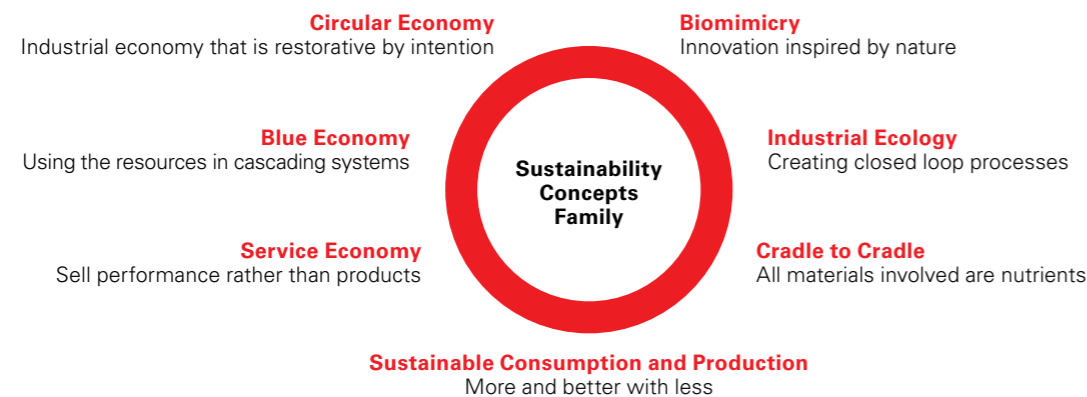 Circular Economy
Industrial economy that is restorative by intention
Biomimicry
Innovation inspired by nature
Blue Economy
Using the resources in cascading systems
Industrial Ecology
Creating closed loop processes
Sustainability
Concepts
Family
Service Economy
Sell performance rather than products
Cradle to Cradle
All materials involved are nutrients
Sustainable Consumption and Production
More and better with less